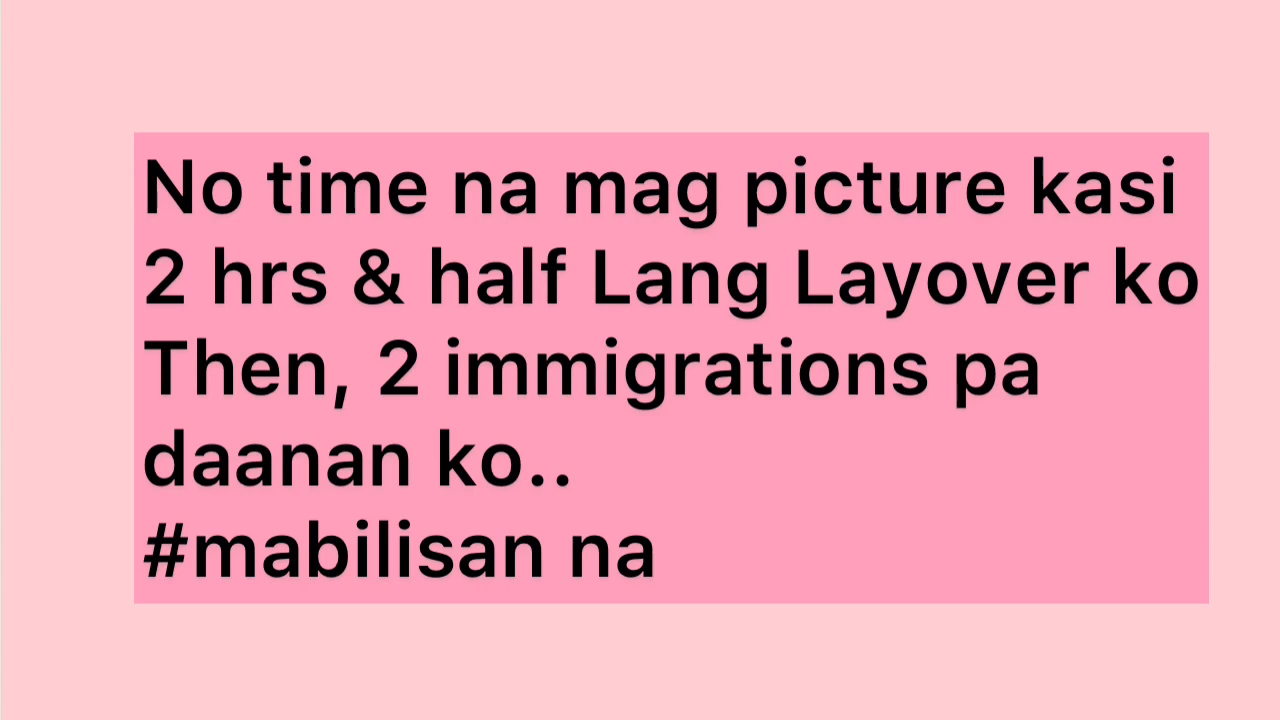 No time na mag picture kasi
2 hrs & half Lang Layover ko
Then, 2 immigrations pa
daanan ko..
#mabilisan na